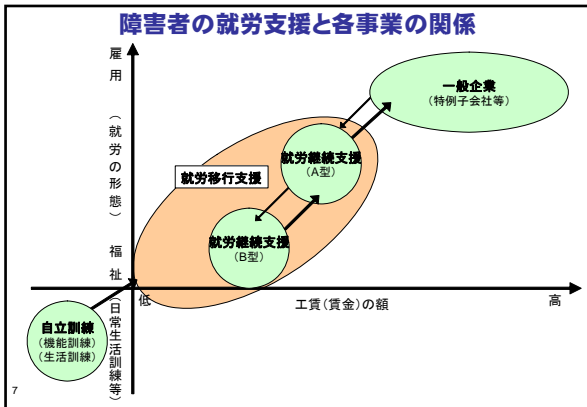 障害者の就労支援と各事業の関係
雇用
（就労の形態）
福祉
（日常生活訓練等）
一般企業
（特例子会社等）
就労継続支援
（A型）
就労移行支援
就労継続支援
（B型）
低
工賃（賃金）の額
高
自立訓練
（機能訓練）
（生活訓練）
7